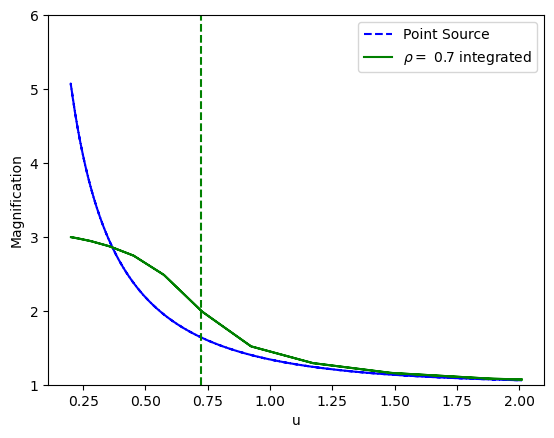 6
5
4
3
2
1
Magnification
0.25 0.50 0.75 1.00 1.25 1.50 1.75 2.00
u
Point Source
ρ = 0.7 integrated